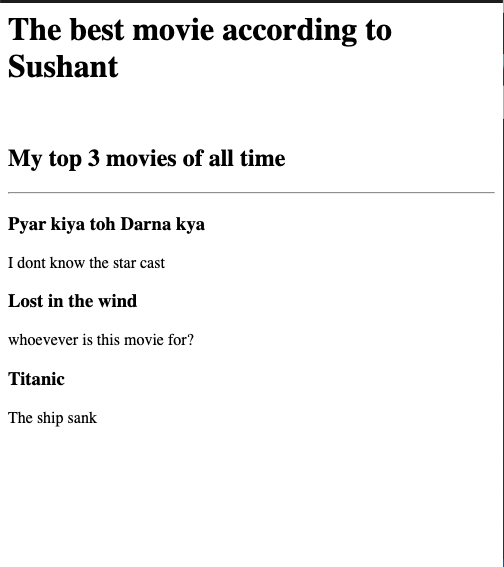 The best movie according to
Sushant
My top 3 movies of all time
Pyar kiya toh Darna kya
I dont know the star cast
Lost in the wind
whoevever is this movie for?
Titanic
The ship sank